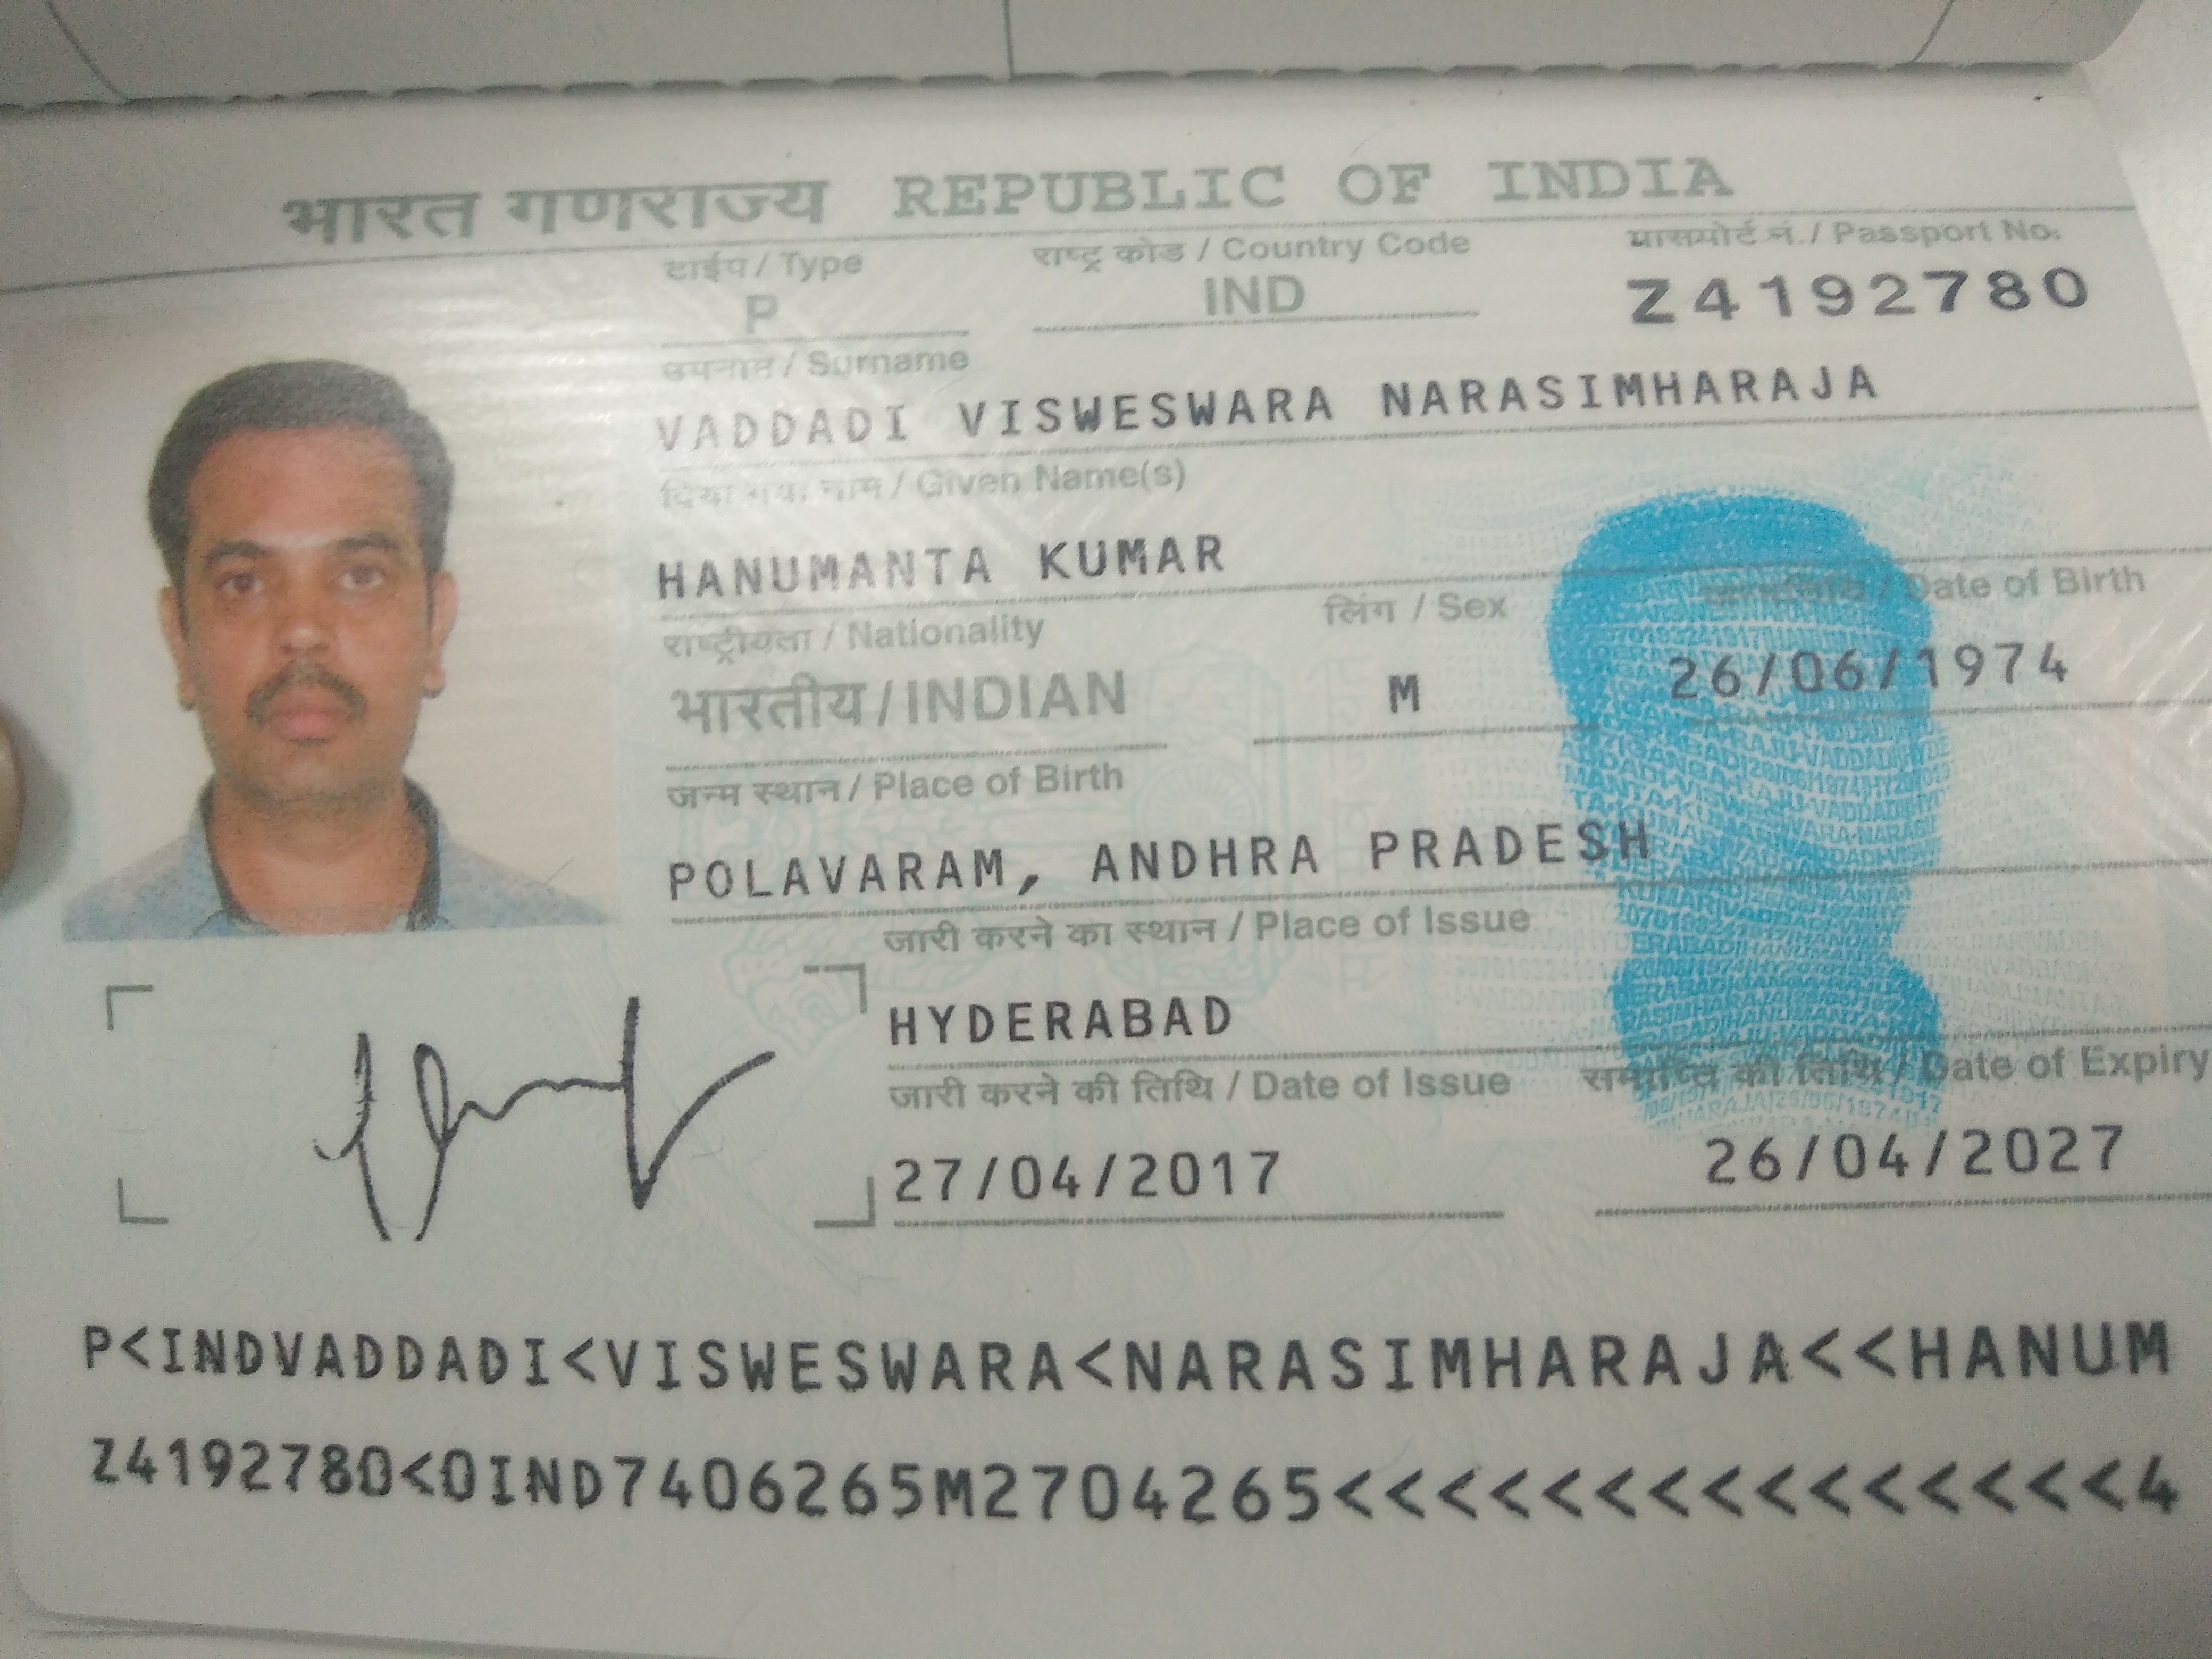 भारत गणराज्य REPUBLIC OF INDIA
टाईप / Type राष्ट्र कोड / Country Code पासपोर्ट नं. / Passport No.
P IND Z4192780
उपनाम / Surname
VADDADI VISWESWARA NARASIMHARAJA
दिया गया नाम / Given Name(s)
HANUMANTA KUMAR
राष्ट्रीयता / Nationality लिंग / Sex / Date of Birth
भारतीय / INDIAN M 26/06/1974
जन्म स्थान / Place of Birth
POLAVARAM, ANDHRA PRADESH
जारी करने का स्थान / Place of Issue
HYDERABAD
जारी करने की तिथि / Date of Issue समाप्ति की तिथि / Date of Expiry
27/04/2017 26/04/2027
P<INDVADDADI<VISWESWARA<NARASIMHARAJA<<HANUM
Z4192780<0IND7406265M2704265<<<<<<<<<<<<<<<4